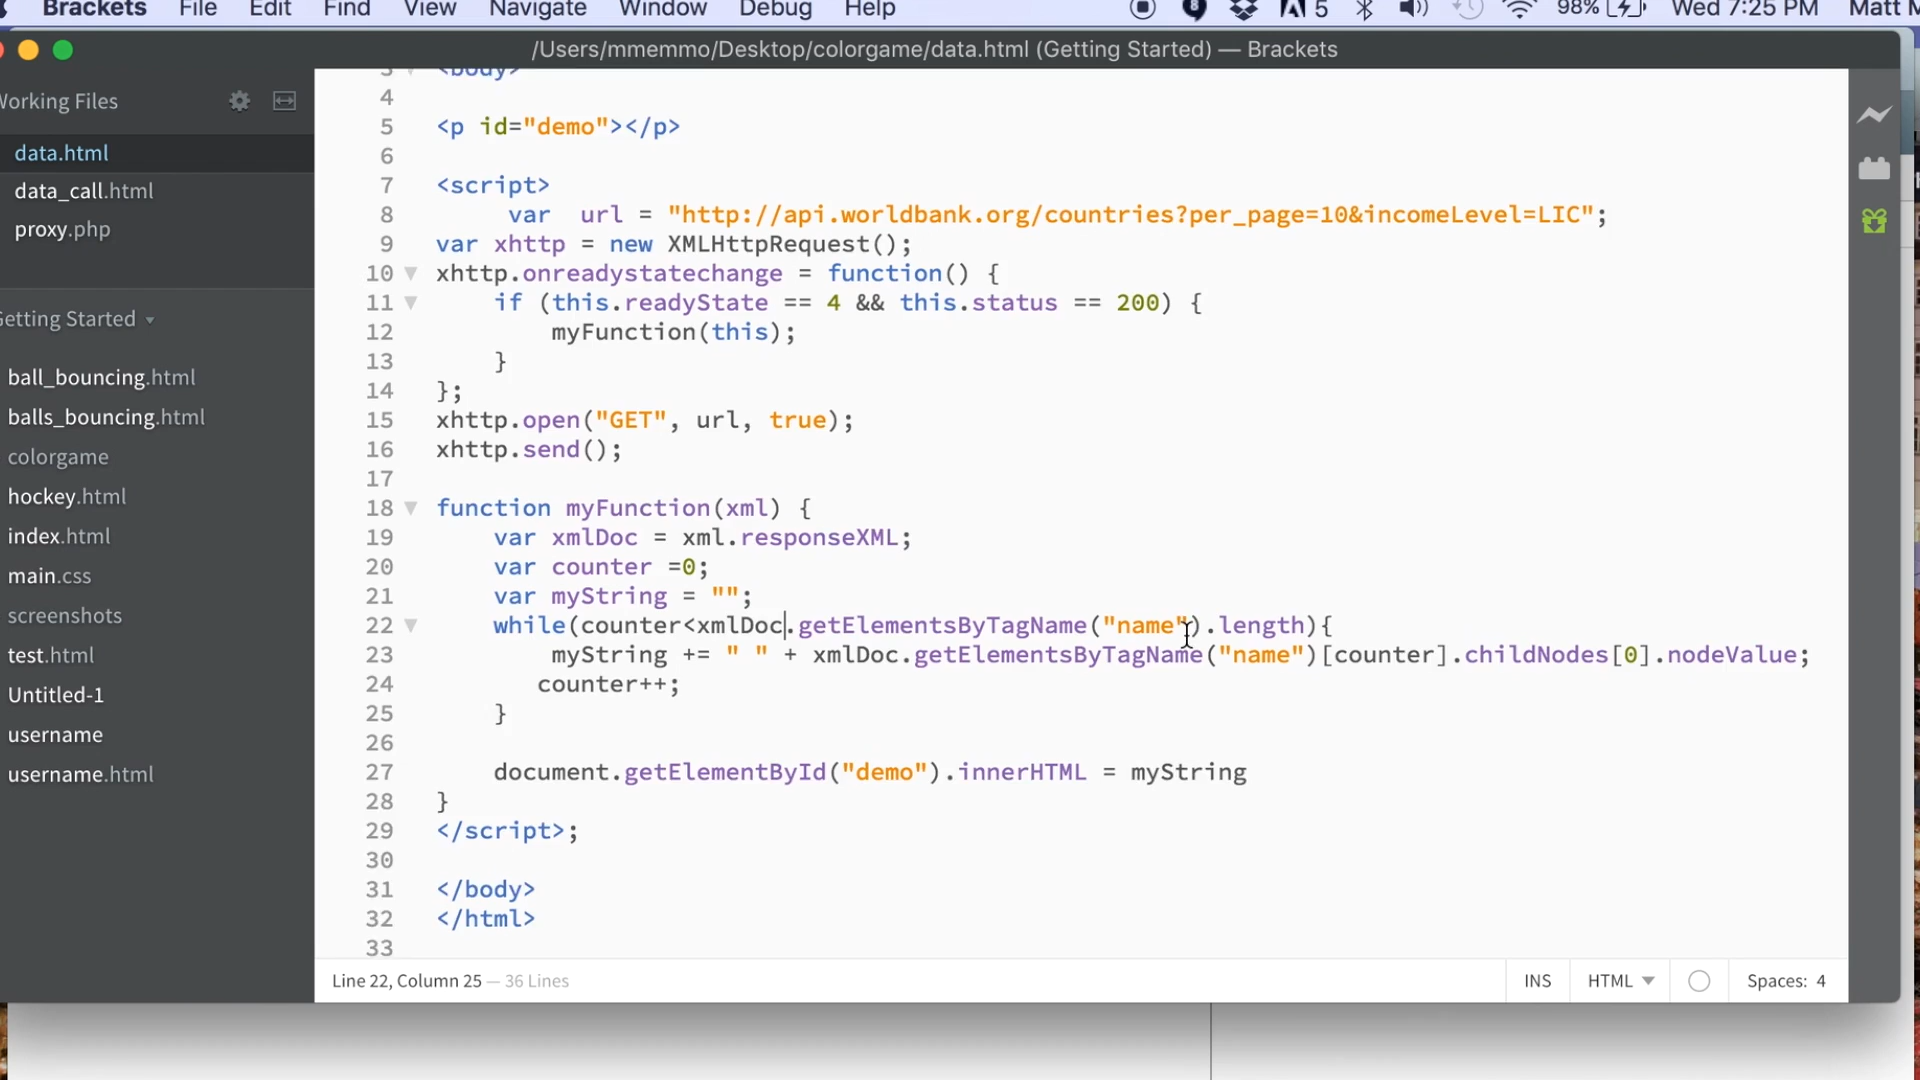 Brackets File Edit Find View Navigate Window Debug Help 8 5 98% Wed 7:25 PM Matt M
/Users/mmemmo/Desktop/colorgame/data.html (Getting Started) — Brackets
Working Files
data.html
data_call.html
proxy.php
Getting Started
ball_bouncing.html
balls_bouncing.html
colorgame
hockey.html
index.html
main.css
screenshots
test.html
Untitled-1
username
username.html
3 <body>
4
5 <p id="demo"></p>
6
7 <script>
8 var url = "http://api.worldbank.org/countries?per_page=10&incomeLevel=LIC";
9 var xhttp = new XMLHttpRequest();
10 xhttp.onreadystatechange = function() {
11 if (this.readyState == 4 && this.status == 200) {
12 myFunction(this);
13 }
14 };
15 xhttp.open("GET", url, true);
16 xhttp.send();
17
18 function myFunction(xml) {
19 var xmlDoc = xml.responseXML;
20 var counter =0;
21 var myString = "";
22 while(counter<xmlDoc.getElementsByTagName("name").length){
23 myString += " " + xmlDoc.getElementsByTagName("name")[counter].childNodes[0].nodeValue;
24 counter++;
25 }
26
27 document.getElementById("demo").innerHTML = myString
28 }
29 </script>;
30
31 </body>
32 </html>
33
Line 22, Column 25 — 36 Lines INS HTML Spaces: 4